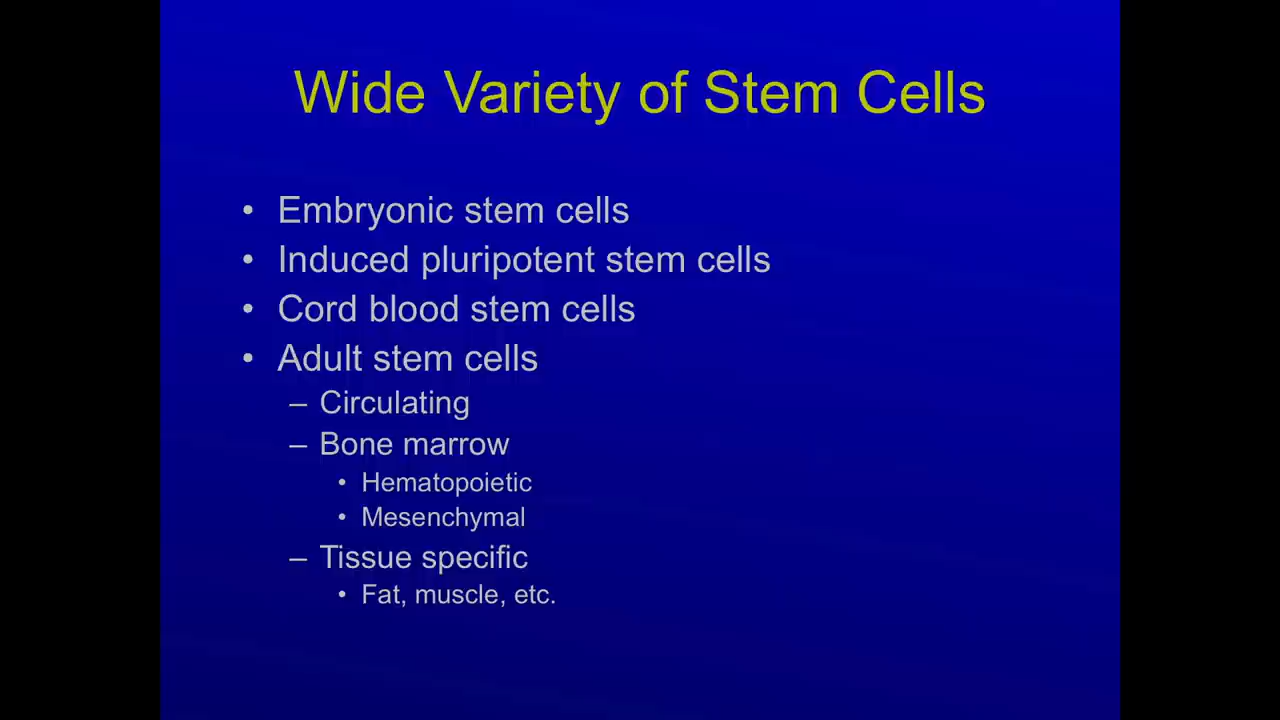 Wide Variety of Stem Cells
• Embryonic stem cells
• Induced pluripotent stem cells
• Cord blood stem cells
• Adult stem cells
– Circulating
– Bone marrow
• Hematopoietic
• Mesenchymal
– Tissue specific
• Fat, muscle, etc.